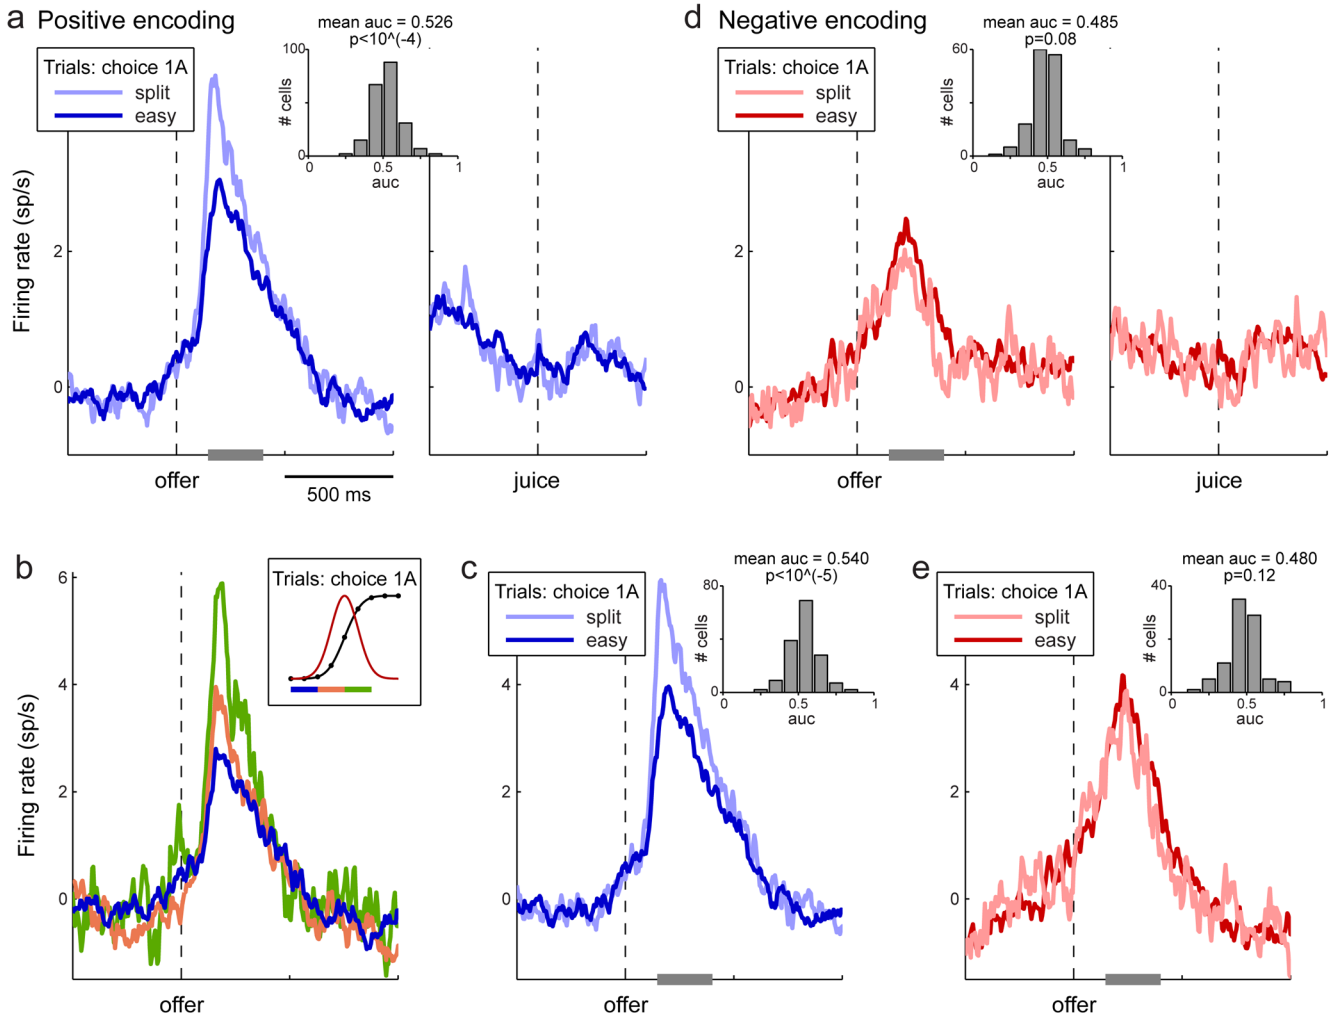 a Positive encoding
mean auc = 0.526
p<10^(-4)
Trials: choice 1A
split
easy
100
# cells
0
0
0.5
1
auc
Firing rate (sp/s)
2
0
offer
500 ms
juice
d Negative encoding
mean auc = 0.485
p=0.08
Trials: choice 1A
split
easy
60
# cells
0
0
0.5
1
auc
2
0
offer
juice
b
Trials: choice 1A
Firing rate (sp/s)
6
4
2
0
offer
c
mean auc = 0.540
p<10^(-5)
Trials: choice 1A
split
easy
80
# cells
0
0
0.5
1
auc
4
2
0
offer
e
mean auc = 0.480
p=0.12
Trials: choice 1A
split
easy
40
# cells
0
0
0.5
1
auc
4
2
0
offer